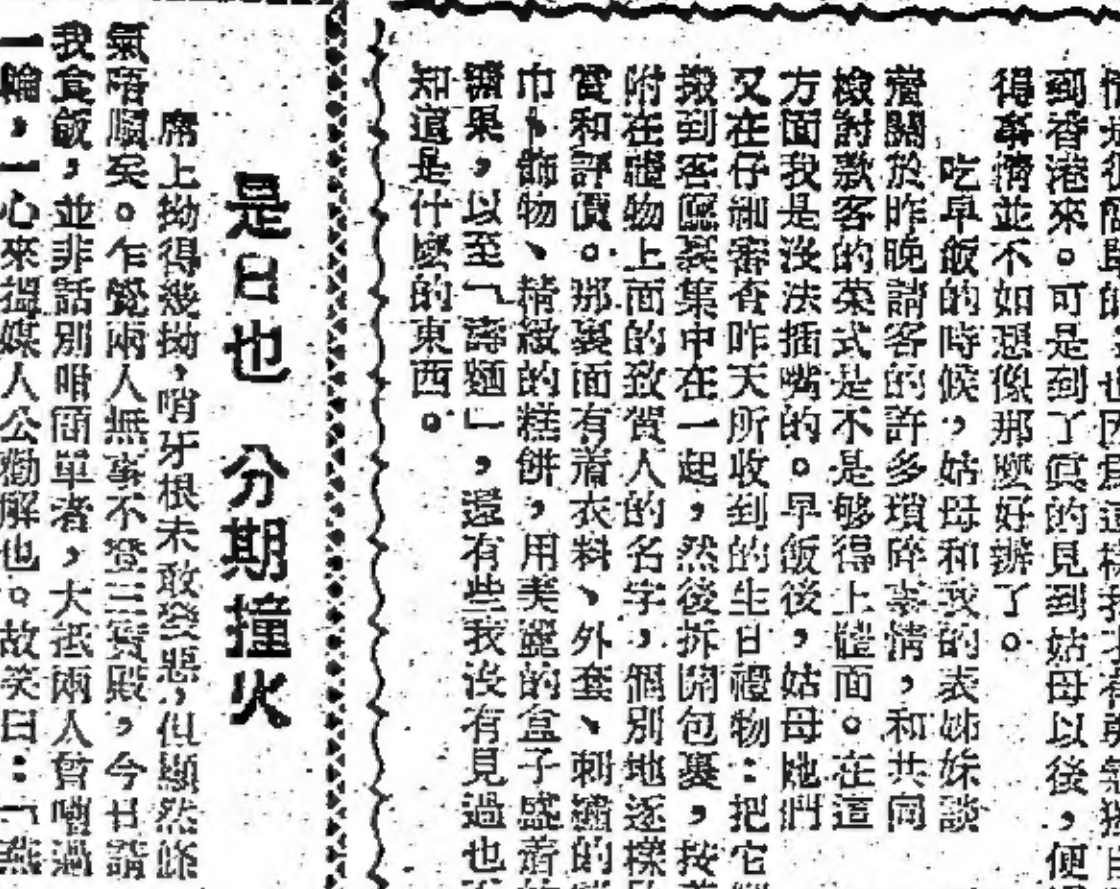 到香港來。可是到了真的見到姑母以後,便
得事情並不如想像那麼好辦了。
吃早飯的時候,姑母和我的表姊妹談
着關於昨晚請客的許多瑣碎事情,和共同
檢討款客的菜式是不是够得上體面。在這
方面我是沒法插嘴的。早飯後,姑母她們
又在仔細審查昨天所收到的生日禮物:把它
搬到客廳裏集中在一起,然後拆開包裹,按
附在禮物上面的致賀人的名字,個別地逐樣
賞和評價。那裏面有着衣料、外套、刺繡的
巾、飾物、精緻的糕餅,用美麗的盒子盛着
蘋果,以至「壽麵」,還有些我沒有見過也
知道是什麼的東西。
是日也 分期撞火
席上拗得幾拗,哨牙根未敢發惡,但顯然條
氣唔順矣。乍覺兩人無事不登三寶殿,今日請
我食飯,並非話別咁簡單者,大抵兩人曾嘈過
一輪,一心來搵媒人公勸解也。故笑曰:「